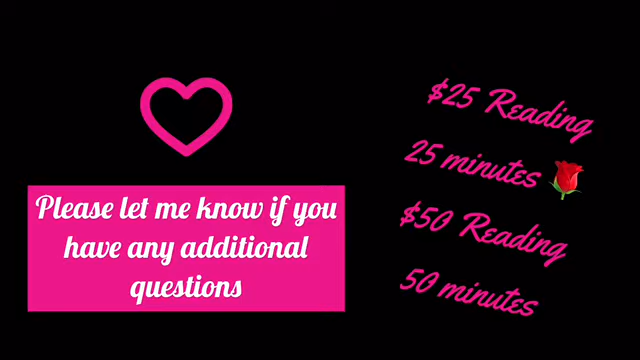 Please let me know if you
have any additional
questions
$25 Reading
25 minutes 🌹
$50 Reading
50 minutes